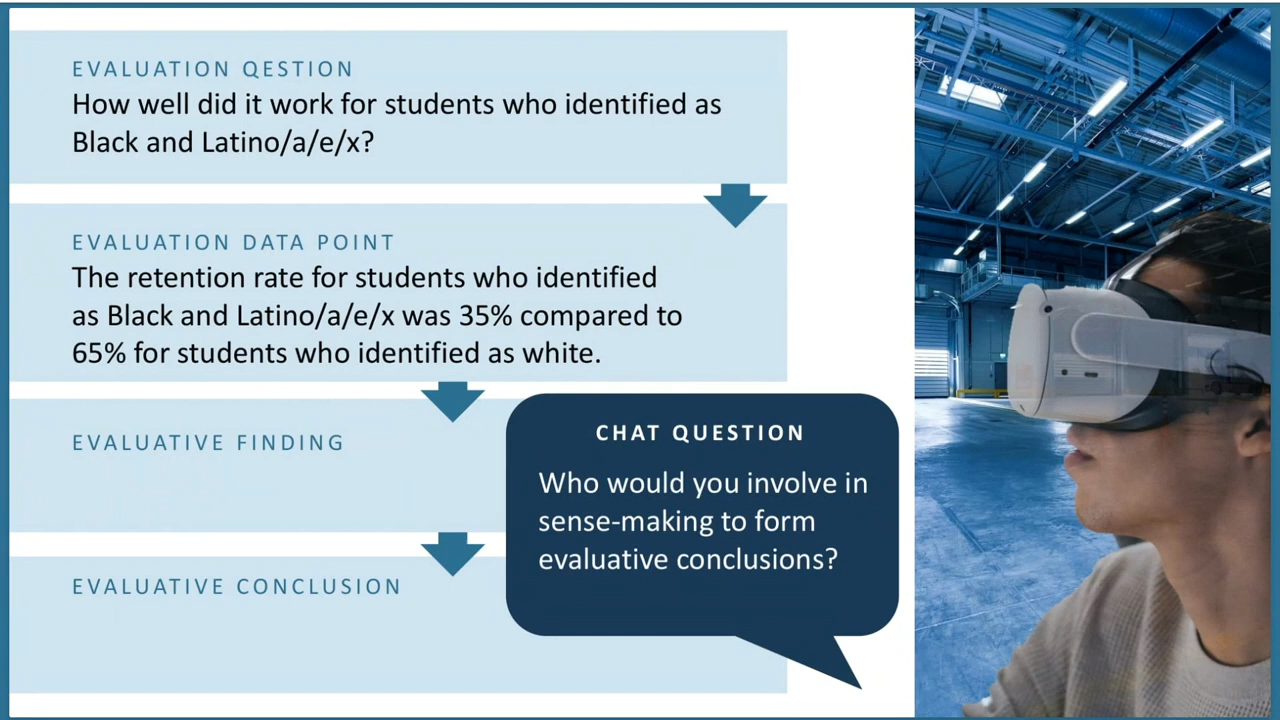 EVALUATION QESTION
How well did it work for students who identified as
Black and Latino/a/e/x?
EVALUATION DATA POINT
The retention rate for students who identified
as Black and Latino/a/e/x was 35% compared to
65% for students who identified as white.
EVALUATIVE FINDING
EVALUATIVE CONCLUSION
CHAT QUESTION
Who would you involve in
sense-making to form
evaluative conclusions?